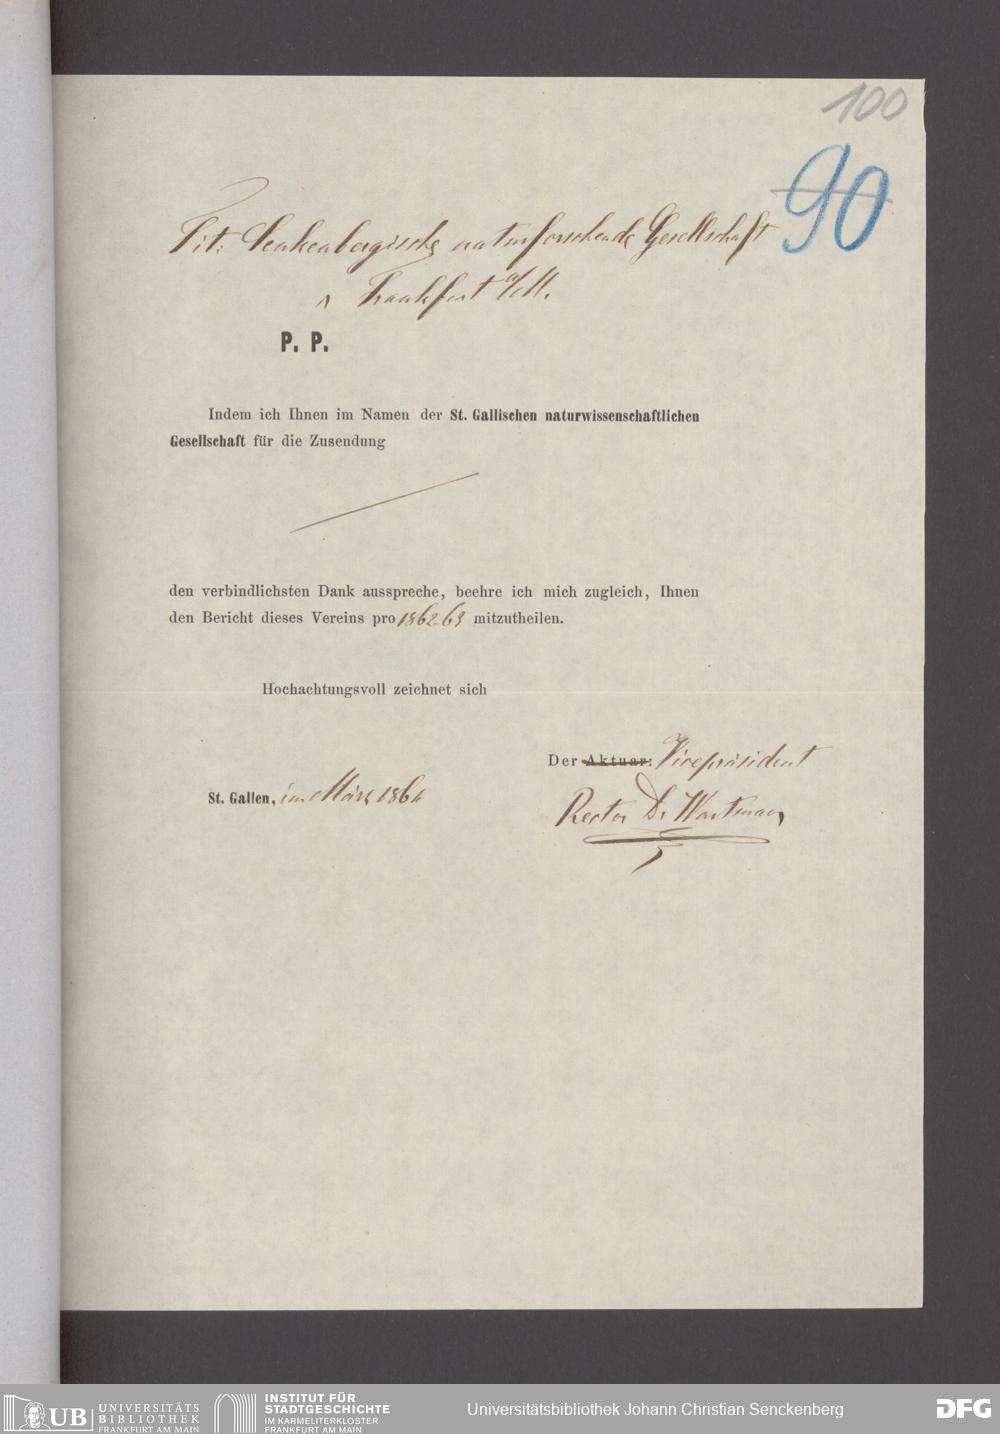 100
90
Tit: Senkenbergische naturforschende Gesellschaft
Frankfurt a/M.
P. P.
Indem ich Ihnen im Namen der St. Gallischen naturwissenschaftlichen
Gesellschaft für die Zusendung
den verbindlichsten Dank ausspreche, beehre ich mich zugleich, Ihnen
den Bericht dieses Vereins pro 1862-63 mitzutheilen.
Hochachtungsvoll zeichnet sich
Der Aktuar: Vicepräsident
St. Gallen, im März 1864
Rector Dr Wartmann
UB UNIVERSITÄTS
BIBLIOTHEK
FRANKFURT AM MAIN
INSTITUT FÜR
STADTGESCHICHTE
IM KARMELITERKLOSTER
FRANKFURT AM MAIN
Universitätsbibliothek Johann Christian Senckenberg
DFG